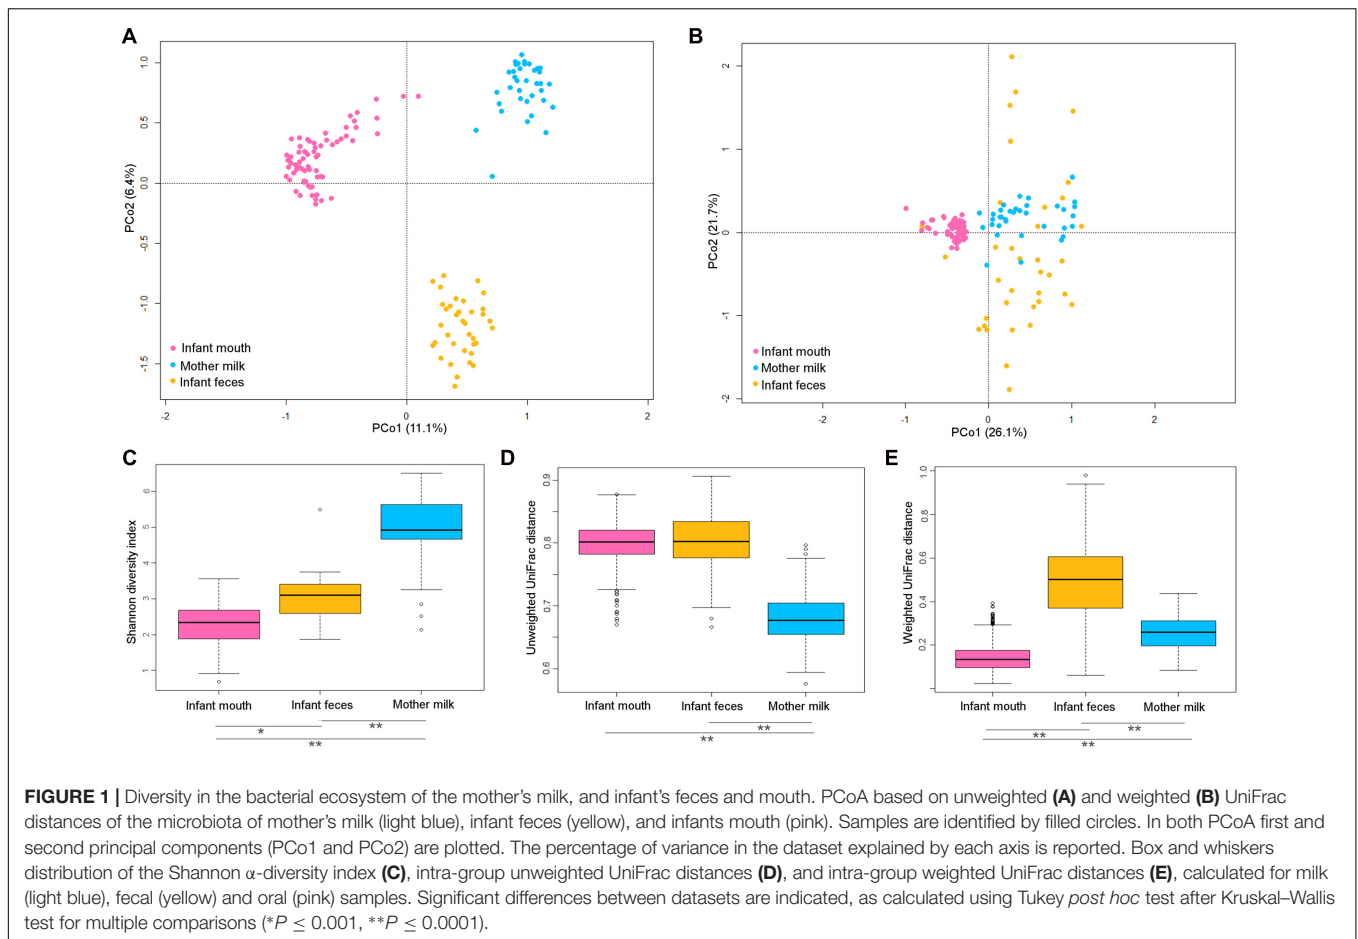 A
PCo2 (6.4%)
1.0
0.5
0.0
-0.5
-1.0
-1.5
Infant mouth
Mother milk
Infant feces
-2 -1 0 1 2
PCo1 (11.1%)
B
PCo2 (21.7%)
2
1
0
-1
-2
Infant mouth
Mother milk
Infant feces
-2 -1 0 1 2
PCo1 (26.1%)
C
Shannon diversity index
6
5
4
3
2
1
Infant mouth Infant feces Mother milk
*
**
**
D
Unweighted UniFrac distance
0.9
0.8
0.7
0.6
Infant mouth Infant feces Mother milk
**
**
E
Weighted UniFrac distance
1.0
0.8
0.6
0.4
0.2
Infant mouth Infant feces Mother milk
**
**
**
FIGURE 1 | Diversity in the bacterial ecosystem of the mother's milk, and infant's feces and mouth. PCoA based on unweighted (A) and weighted (B) UniFrac
distances of the microbiota of mother's milk (light blue), infant feces (yellow), and infants mouth (pink). Samples are identified by filled circles. In both PCoA first and
second principal components (PCo1 and PCo2) are plotted. The percentage of variance in the dataset explained by each axis is reported. Box and whiskers
distribution of the Shannon α-diversity index (C), intra-group unweighted UniFrac distances (D), and intra-group weighted UniFrac distances (E), calculated for milk
(light blue), fecal (yellow) and oral (pink) samples. Significant differences between datasets are indicated, as calculated using Tukey post hoc test after Kruskal–Wallis
test for multiple comparisons (*P ≤ 0.001, **P ≤ 0.0001).